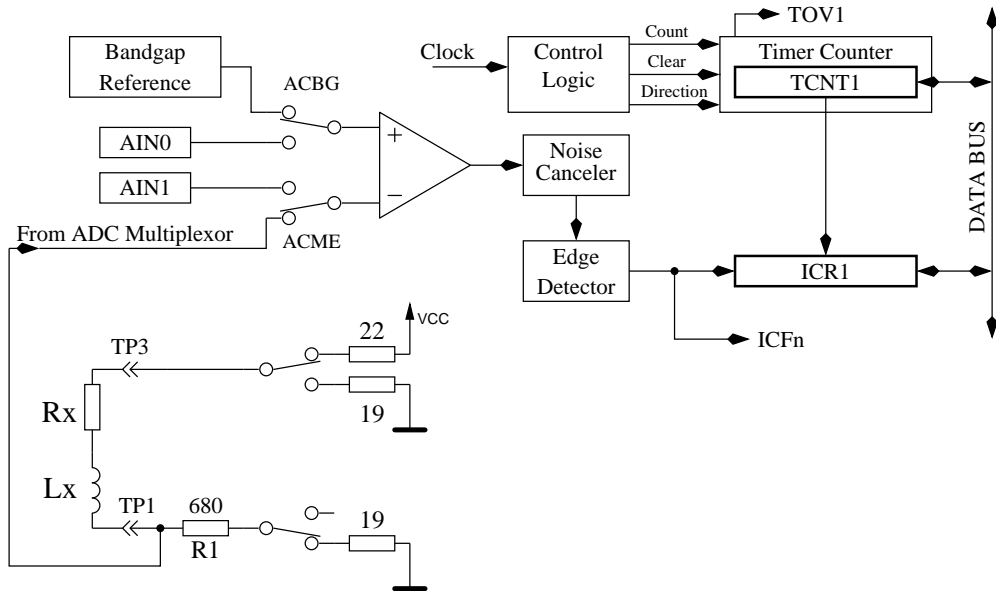 TOV1
Bandgap
Reference
ACBG
Clock
Control
Logic
Count
Clear
Direction
Timer Counter
TCNT1
AIN0
+
Noise
Canceler
DATA BUS
AIN1
−
From ADC Multiplexor
ACME
Edge
Detector
ICR1
ICFn
VCC
22
TP3
19
Rx
Lx
TP1
680
R1
19